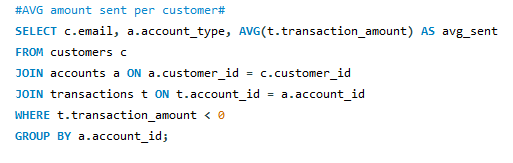 #AVG amount sent per customer#
SELECT c.email, a.account_type, AVG(t.transaction_amount) AS avg_sent
FROM customers c
JOIN accounts a ON a.customer_id = c.customer_id
JOIN transactions t ON t.account_id = a.account_id
WHERE t.transaction_amount < 0
GROUP BY a.account_id;